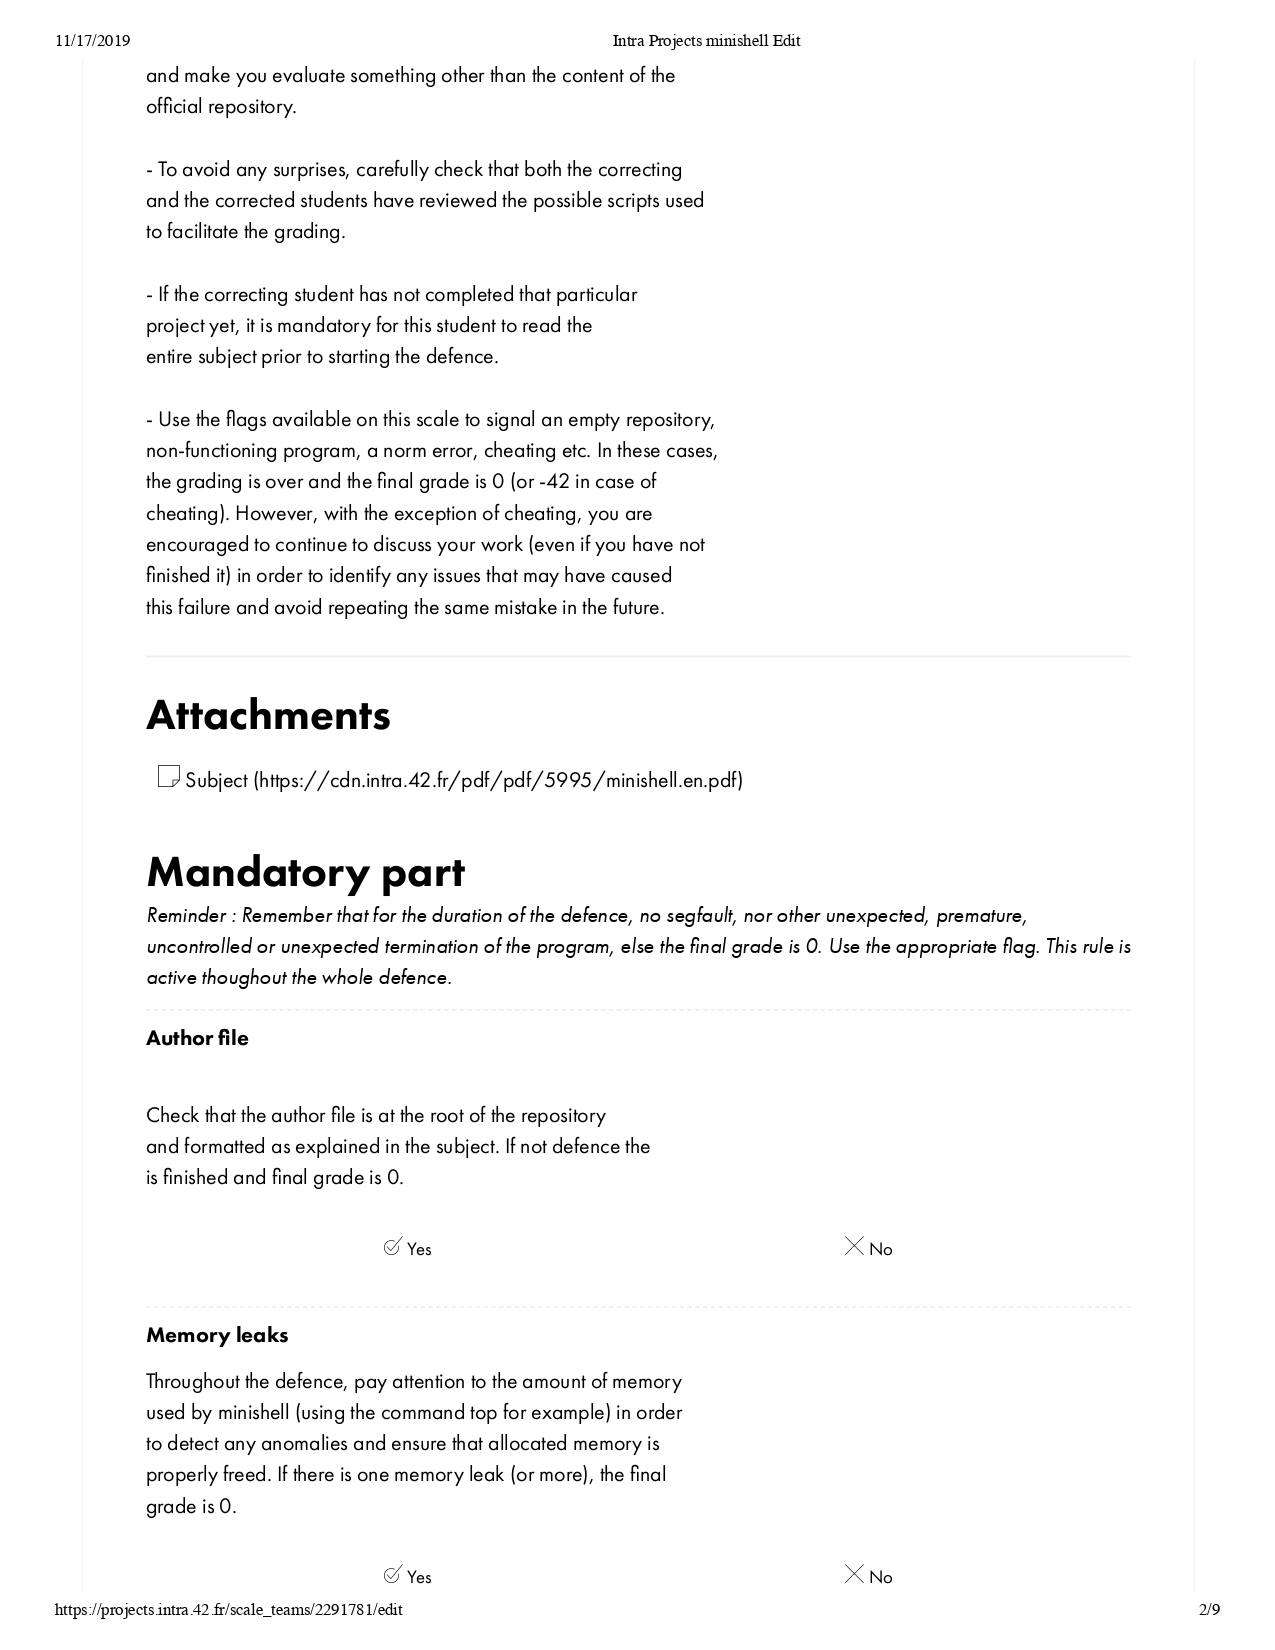 11/17/2019 Intra Projects minishell Edit
and make you evaluate something other than the content of the
official repository.
- To avoid any surprises, carefully check that both the correcting
and the corrected students have reviewed the possible scripts used
to facilitate the grading.
- If the correcting student has not completed that particular
project yet, it is mandatory for this student to read the
entire subject prior to starting the defence.
- Use the flags available on this scale to signal an empty repository,
non-functioning program, a norm error, cheating etc. In these cases,
the grading is over and the final grade is 0 (or -42 in case of
cheating). However, with the exception of cheating, you are
encouraged to continue to discuss your work (even if you have not
finished it) in order to identify any issues that may have caused
this failure and avoid repeating the same mistake in the future.
Attachments
Subject (https://cdn.intra.42.fr/pdf/pdf/5995/minishell.en.pdf)
Mandatory part
Reminder : Remember that for the duration of the defence, no segfault, nor other unexpected, premature,
uncontrolled or unexpected termination of the program, else the final grade is 0. Use the appropriate flag. This rule is
active thoughout the whole defence.
Author file
Check that the author file is at the root of the repository
and formatted as explained in the subject. If not defence the
is finished and final grade is 0.
Yes No
Memory leaks
Throughout the defence, pay attention to the amount of memory
used by minishell (using the command top for example) in order
to detect any anomalies and ensure that allocated memory is
properly freed. If there is one memory leak (or more), the final
grade is 0.
Yes No
https://projects.intra.42.fr/scale_teams/2291781/edit 2/9